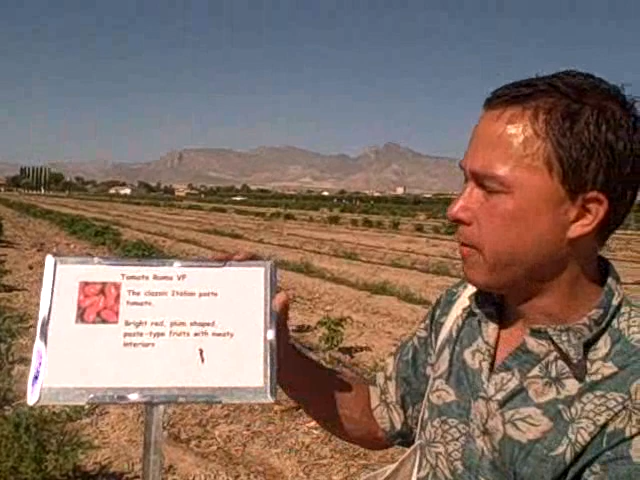 Tomato Roma VF
The classic Italian paste
tomato.
Bright red, plum shaped,
paste-type fruits with meaty
interiors